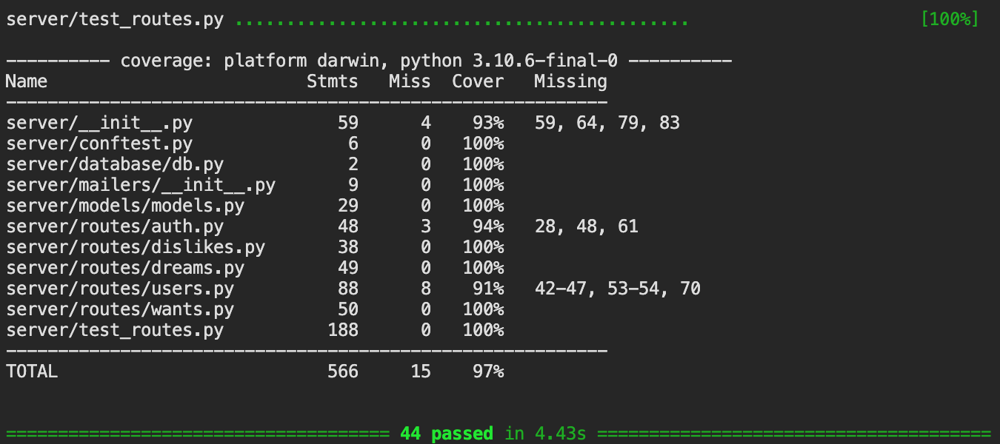 server/test_routes.py ............................................ [100%]
---------- coverage: platform darwin, python 3.10.6-final-0 ----------
Name                         Stmts   Miss  Cover   Missing
----------------------------------------------------------
server/__init__.py              59      4    93%   59, 64, 79, 83
server/conftest.py               6      0   100%
server/database/db.py            2      0   100%
server/mailers/__init__.py       9      0   100%
server/models/models.py         29      0   100%
server/routes/auth.py           48      3    94%   28, 48, 61
server/routes/dislikes.py       38      0   100%
server/routes/dreams.py         49      0   100%
server/routes/users.py          88      8    91%   42-47, 53-54, 70
server/routes/wants.py          50      0   100%
server/test_routes.py          188      0   100%
----------------------------------------------------------
TOTAL                          566     15    97%
===================================== 44 passed in 4.43s ======================================